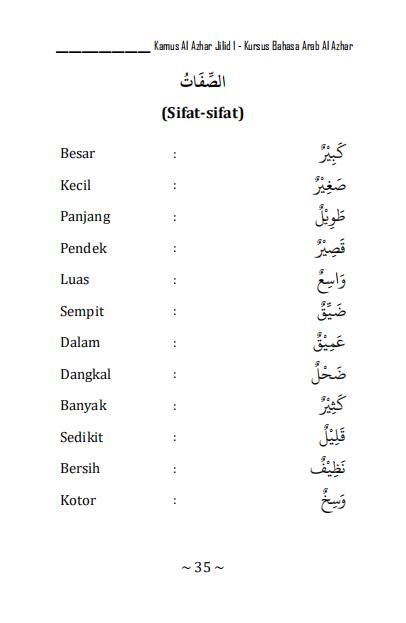 Kamus Al Azhar Jilid I - Kursus Bahasa Arab Al Azhar
الصِّفَاتُ
(Sifat-sifat)
Besar : كَبِيْرٌ
Kecil : صَغِيْرٌ
Panjang : طَوِيْلٌ
Pendek : قَصِيْرٌ
Luas : وَاسِعٌ
Sempit : ضَيِّقٌ
Dalam : عَمِيْقٌ
Dangkal : ضَحْلٌ
Banyak : كَثِيْرٌ
Sedikit : قَلِيْلٌ
Bersih : نَظِيْفٌ
Kotor : وَسِخٌ
~ 35 ~